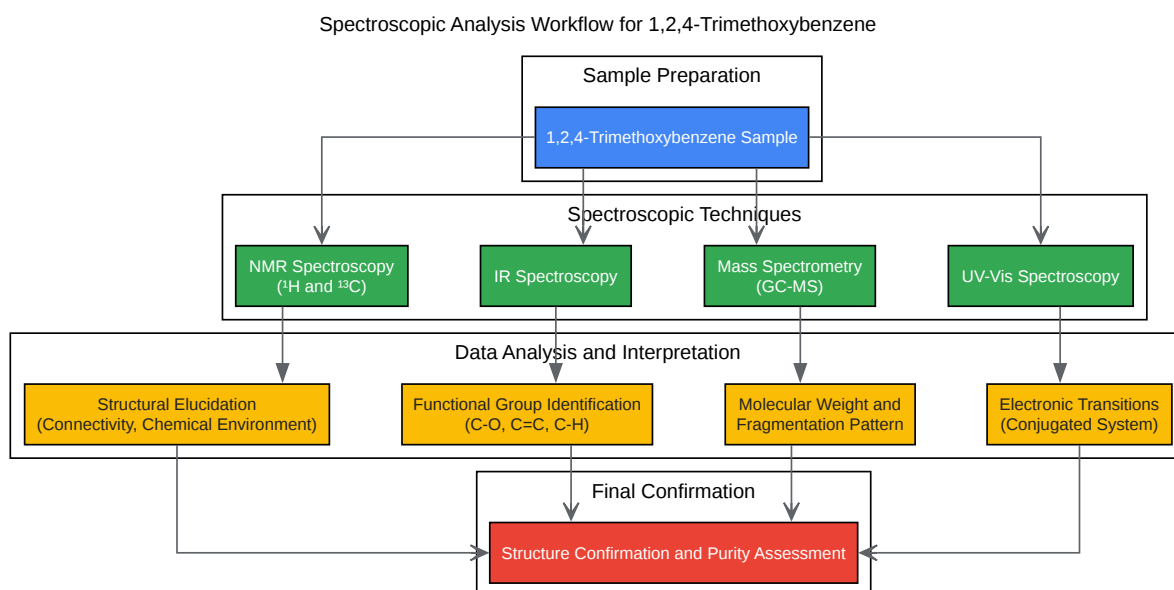 Spectroscopic Analysis Workflow for 1,2,4-Trimethoxybenzene
Sample Preparation
1,2,4-Trimethoxybenzene Sample
Spectroscopic Techniques
NMR Spectroscopy
(¹H and ¹³C)
IR Spectroscopy
Mass Spectrometry
(GC-MS)
UV-Vis Spectroscopy
Data Analysis and Interpretation
Structural Elucidation
(Connectivity, Chemical Environment)
Functional Group Identification
(C-O, C=C, C-H)
Molecular Weight and
Fragmentation Pattern
Electronic Transitions
(Conjugated System)
Final Confirmation
Structure Confirmation and Purity Assessment